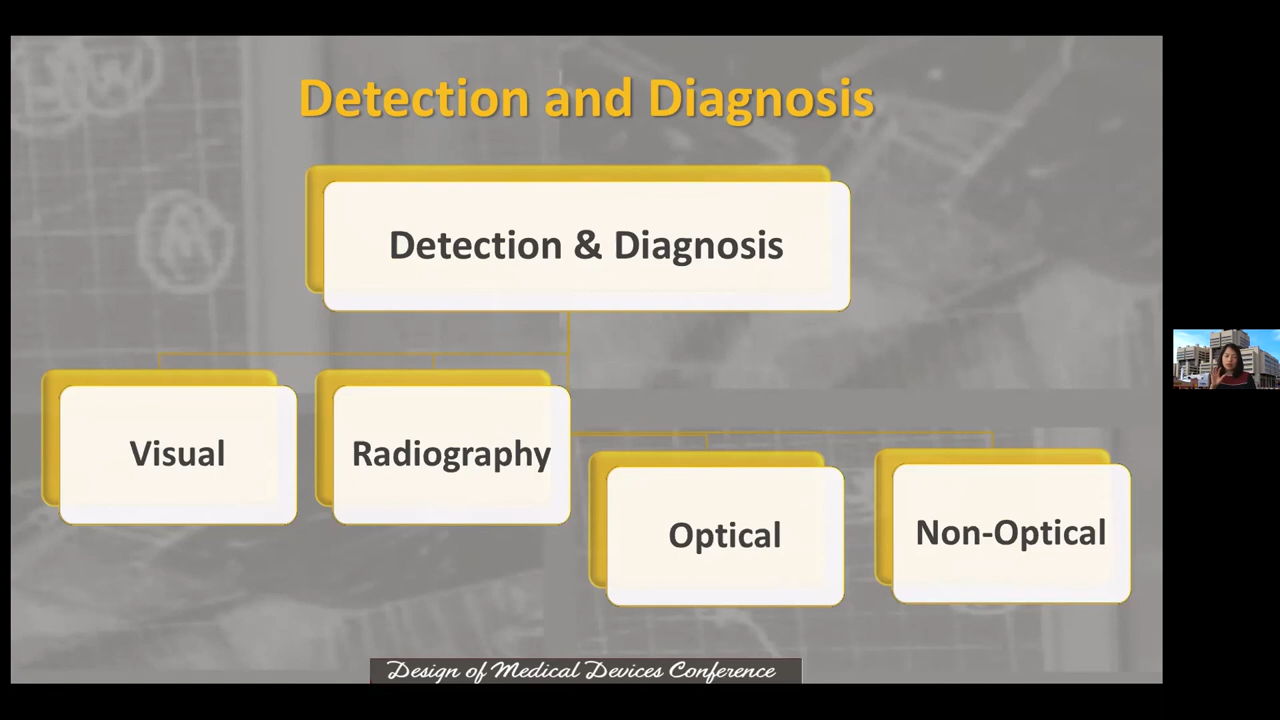 Detection and Diagnosis
Detection & Diagnosis
Visual
Radiography
Optical
Non-Optical
Design of Medical Devices Conference